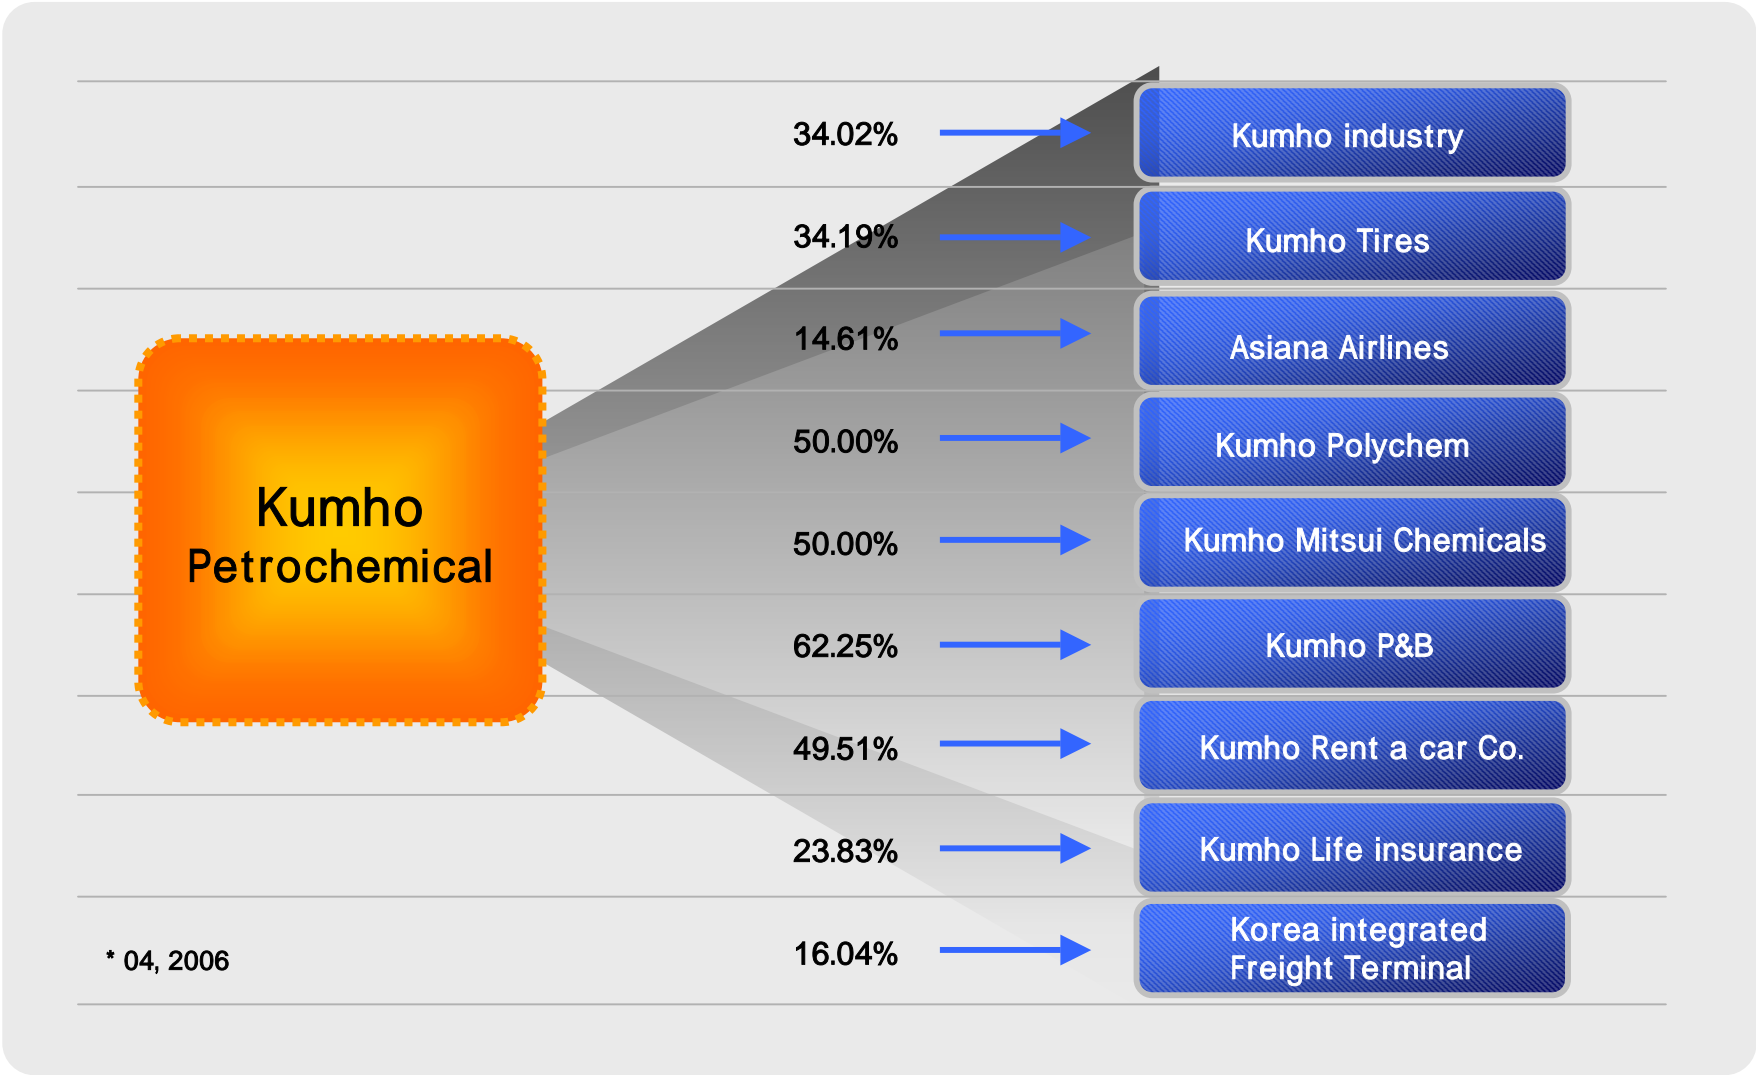 34.02% Kumho industry
34.19% Kumho Tires
14.61% Asiana Airlines
50.00% Kumho Polychem
Kumho
Petrochemical
50.00% Kumho Mitsui Chemicals
62.25% Kumho P&B
49.51% Kumho Rent a car Co.
23.83% Kumho Life insurance
16.04% Korea integrated
Freight Terminal
* 04, 2006